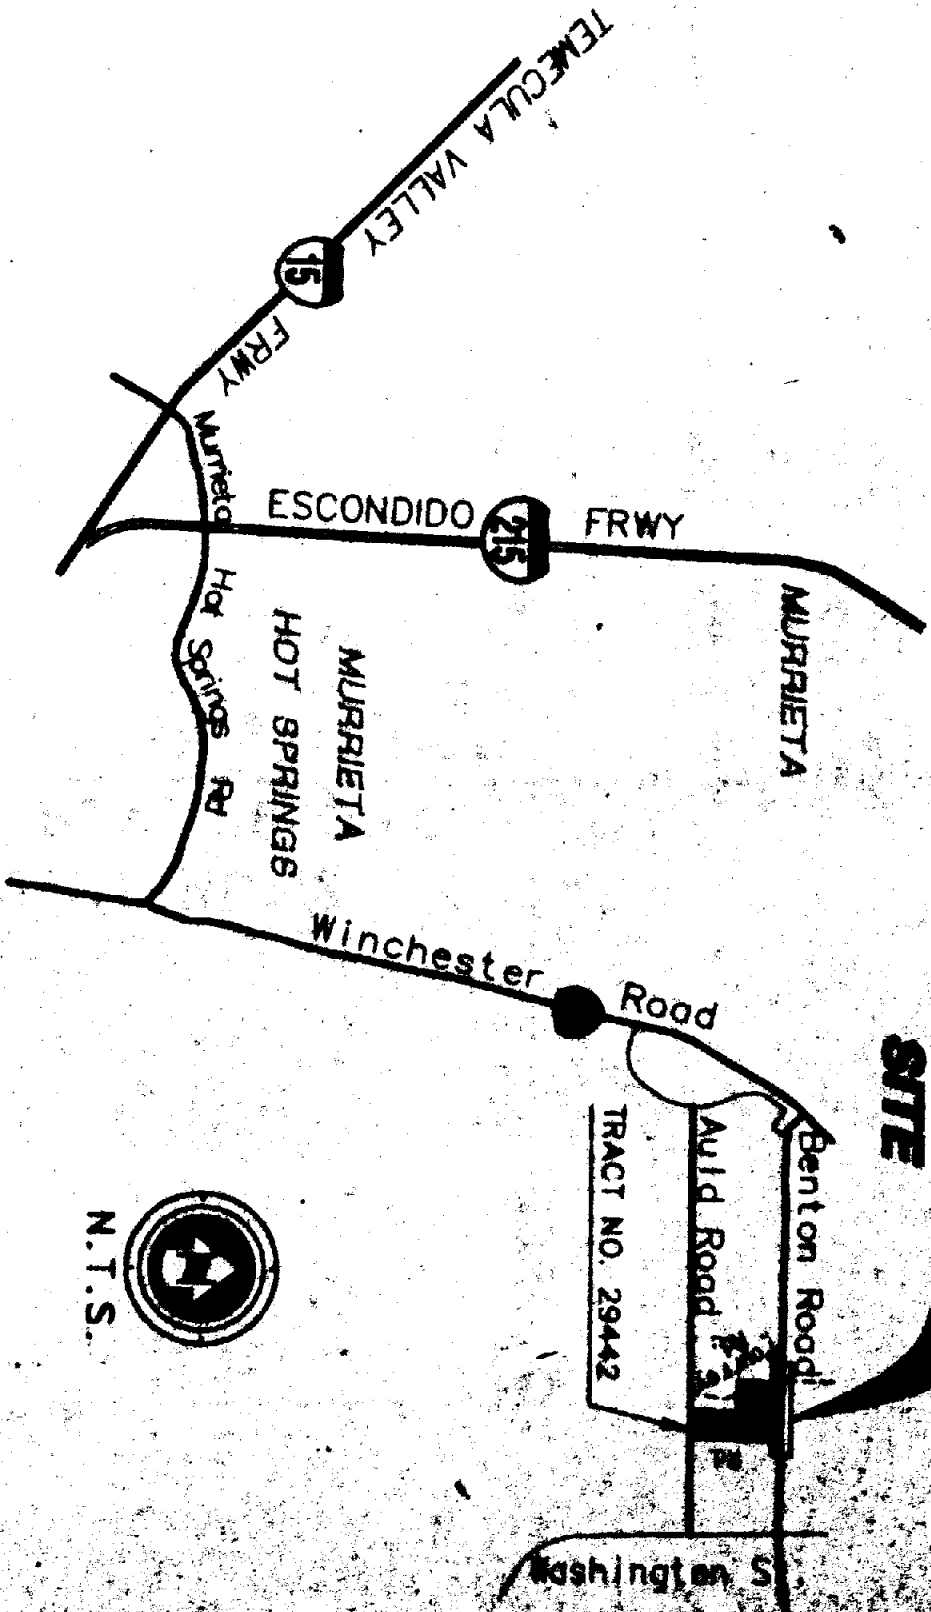 TEMECULA VALLEY
15
FRWY
Murrieta Hot Springs Rd
ESCONDIDO
215
FRWY
MURRIETA
MURRIETA
HOT SPRINGS
Winchester
Road
SITE
Benton Road
Auld Road
TRACT NO. 29442
Washington St.
N.T.S.